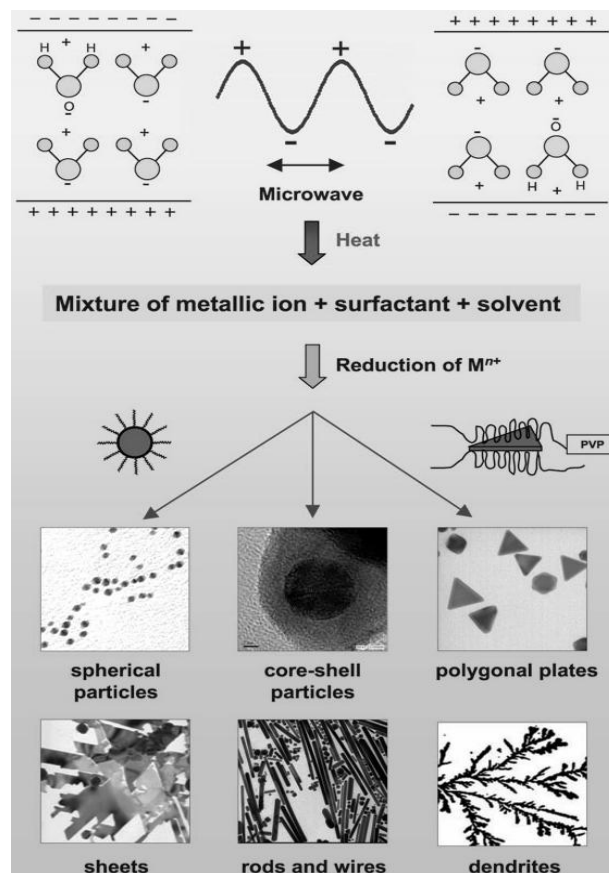 - - - - - - - -
+ + + + + + + +
H + H +
+ +
- -
O
- -
+ +
- -
- -
+ +
- -
O
- -
H + H +
+ + + + + + + +
- - - - - - - -
Microwave
Heat
Mixture of metallic ion + surfactant + solvent
Reduction of Mⁿ⁺
PVP
spherical
particles
core-shell
particles
polygonal plates
sheets
rods and wires
dendrites